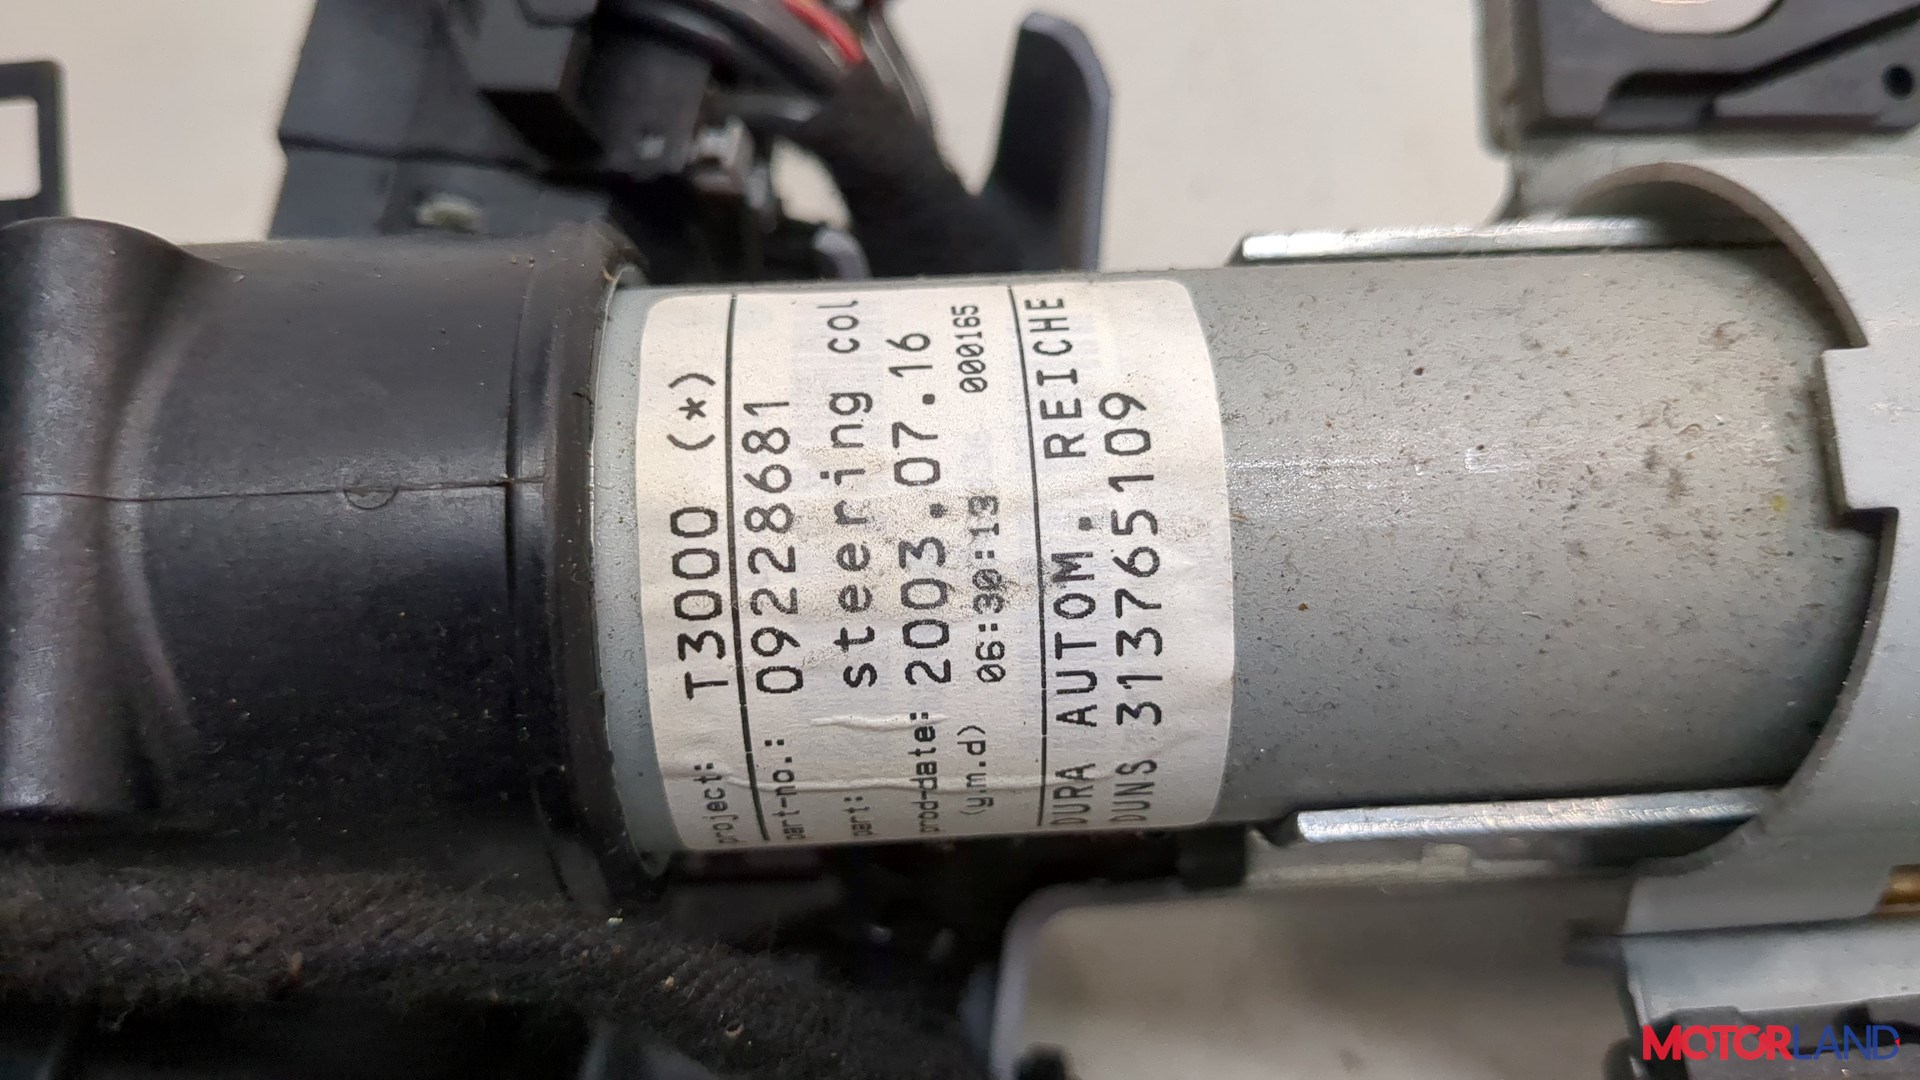 project: T3000 (*)
part-no.: 09228681
part: steering col
prod-date: 2003.07.16
(y.m.d) 06:30:13 000165
DURA AUTOM. REICHE
DUNS 313765109
MOTORLAND